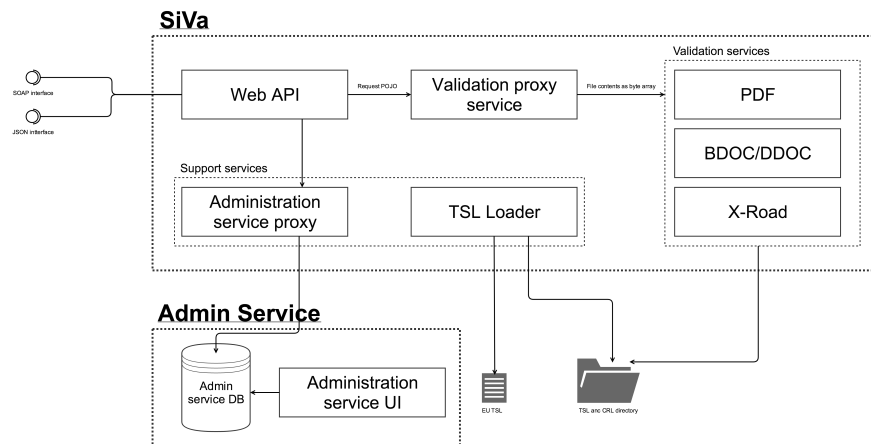 SiVa
Validation services
SOAP interface
JSON intterface
Web API
Request POJO
Validation proxy
service
File contents as byte array
PDF
BDOC/DDOC
X-Road
Support services
Administration
service proxy
TSL Loader
Admin Service
Admin
service DB
Administration
service UI
EU TSL
TSL anc CRL directory